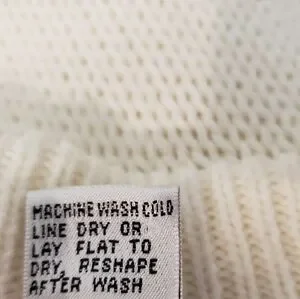 MACHINE WASH COLD
LINE DRY OR
LAY FLAT TO
DRY, RESHAPE
AFTER WASH